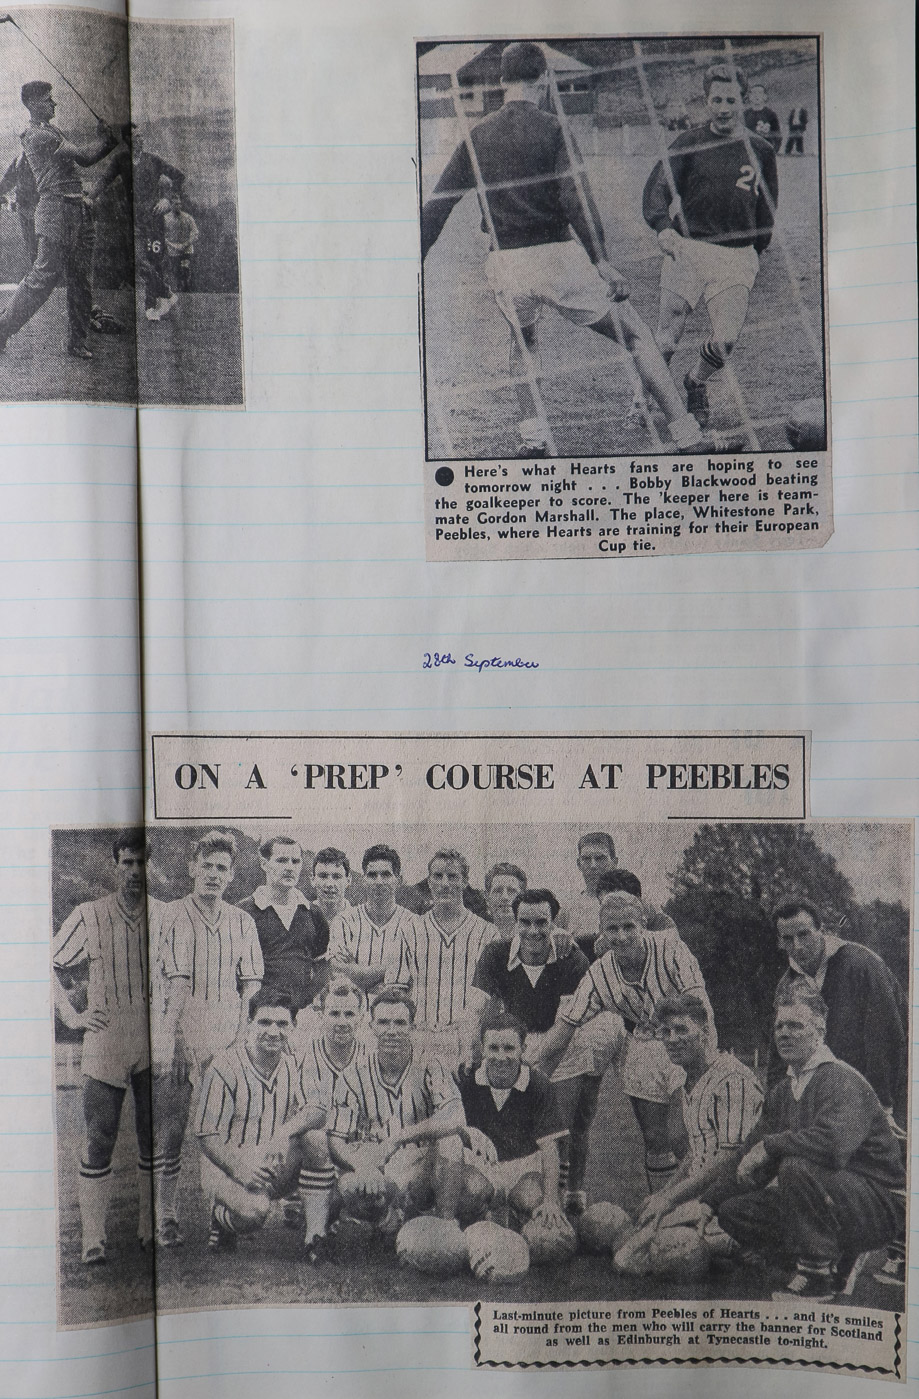 6
2
Here's what Hearts fans are hoping to see
tomorrow night . . . Bobby Blackwood beating
the goalkeeper to score. The 'keeper here is team-
mate Gordon Marshall. The place, Whitestone Park,
Peebles, where Hearts are training for their European
Cup tie.
28th September
ON A ‘PREP’ COURSE AT PEEBLES
Last-minute picture from Peebles of Hearts . . . and it's smiles
all round from the men who will carry the banner for Scotland
as well as Edinburgh at Tynecastle to-night.